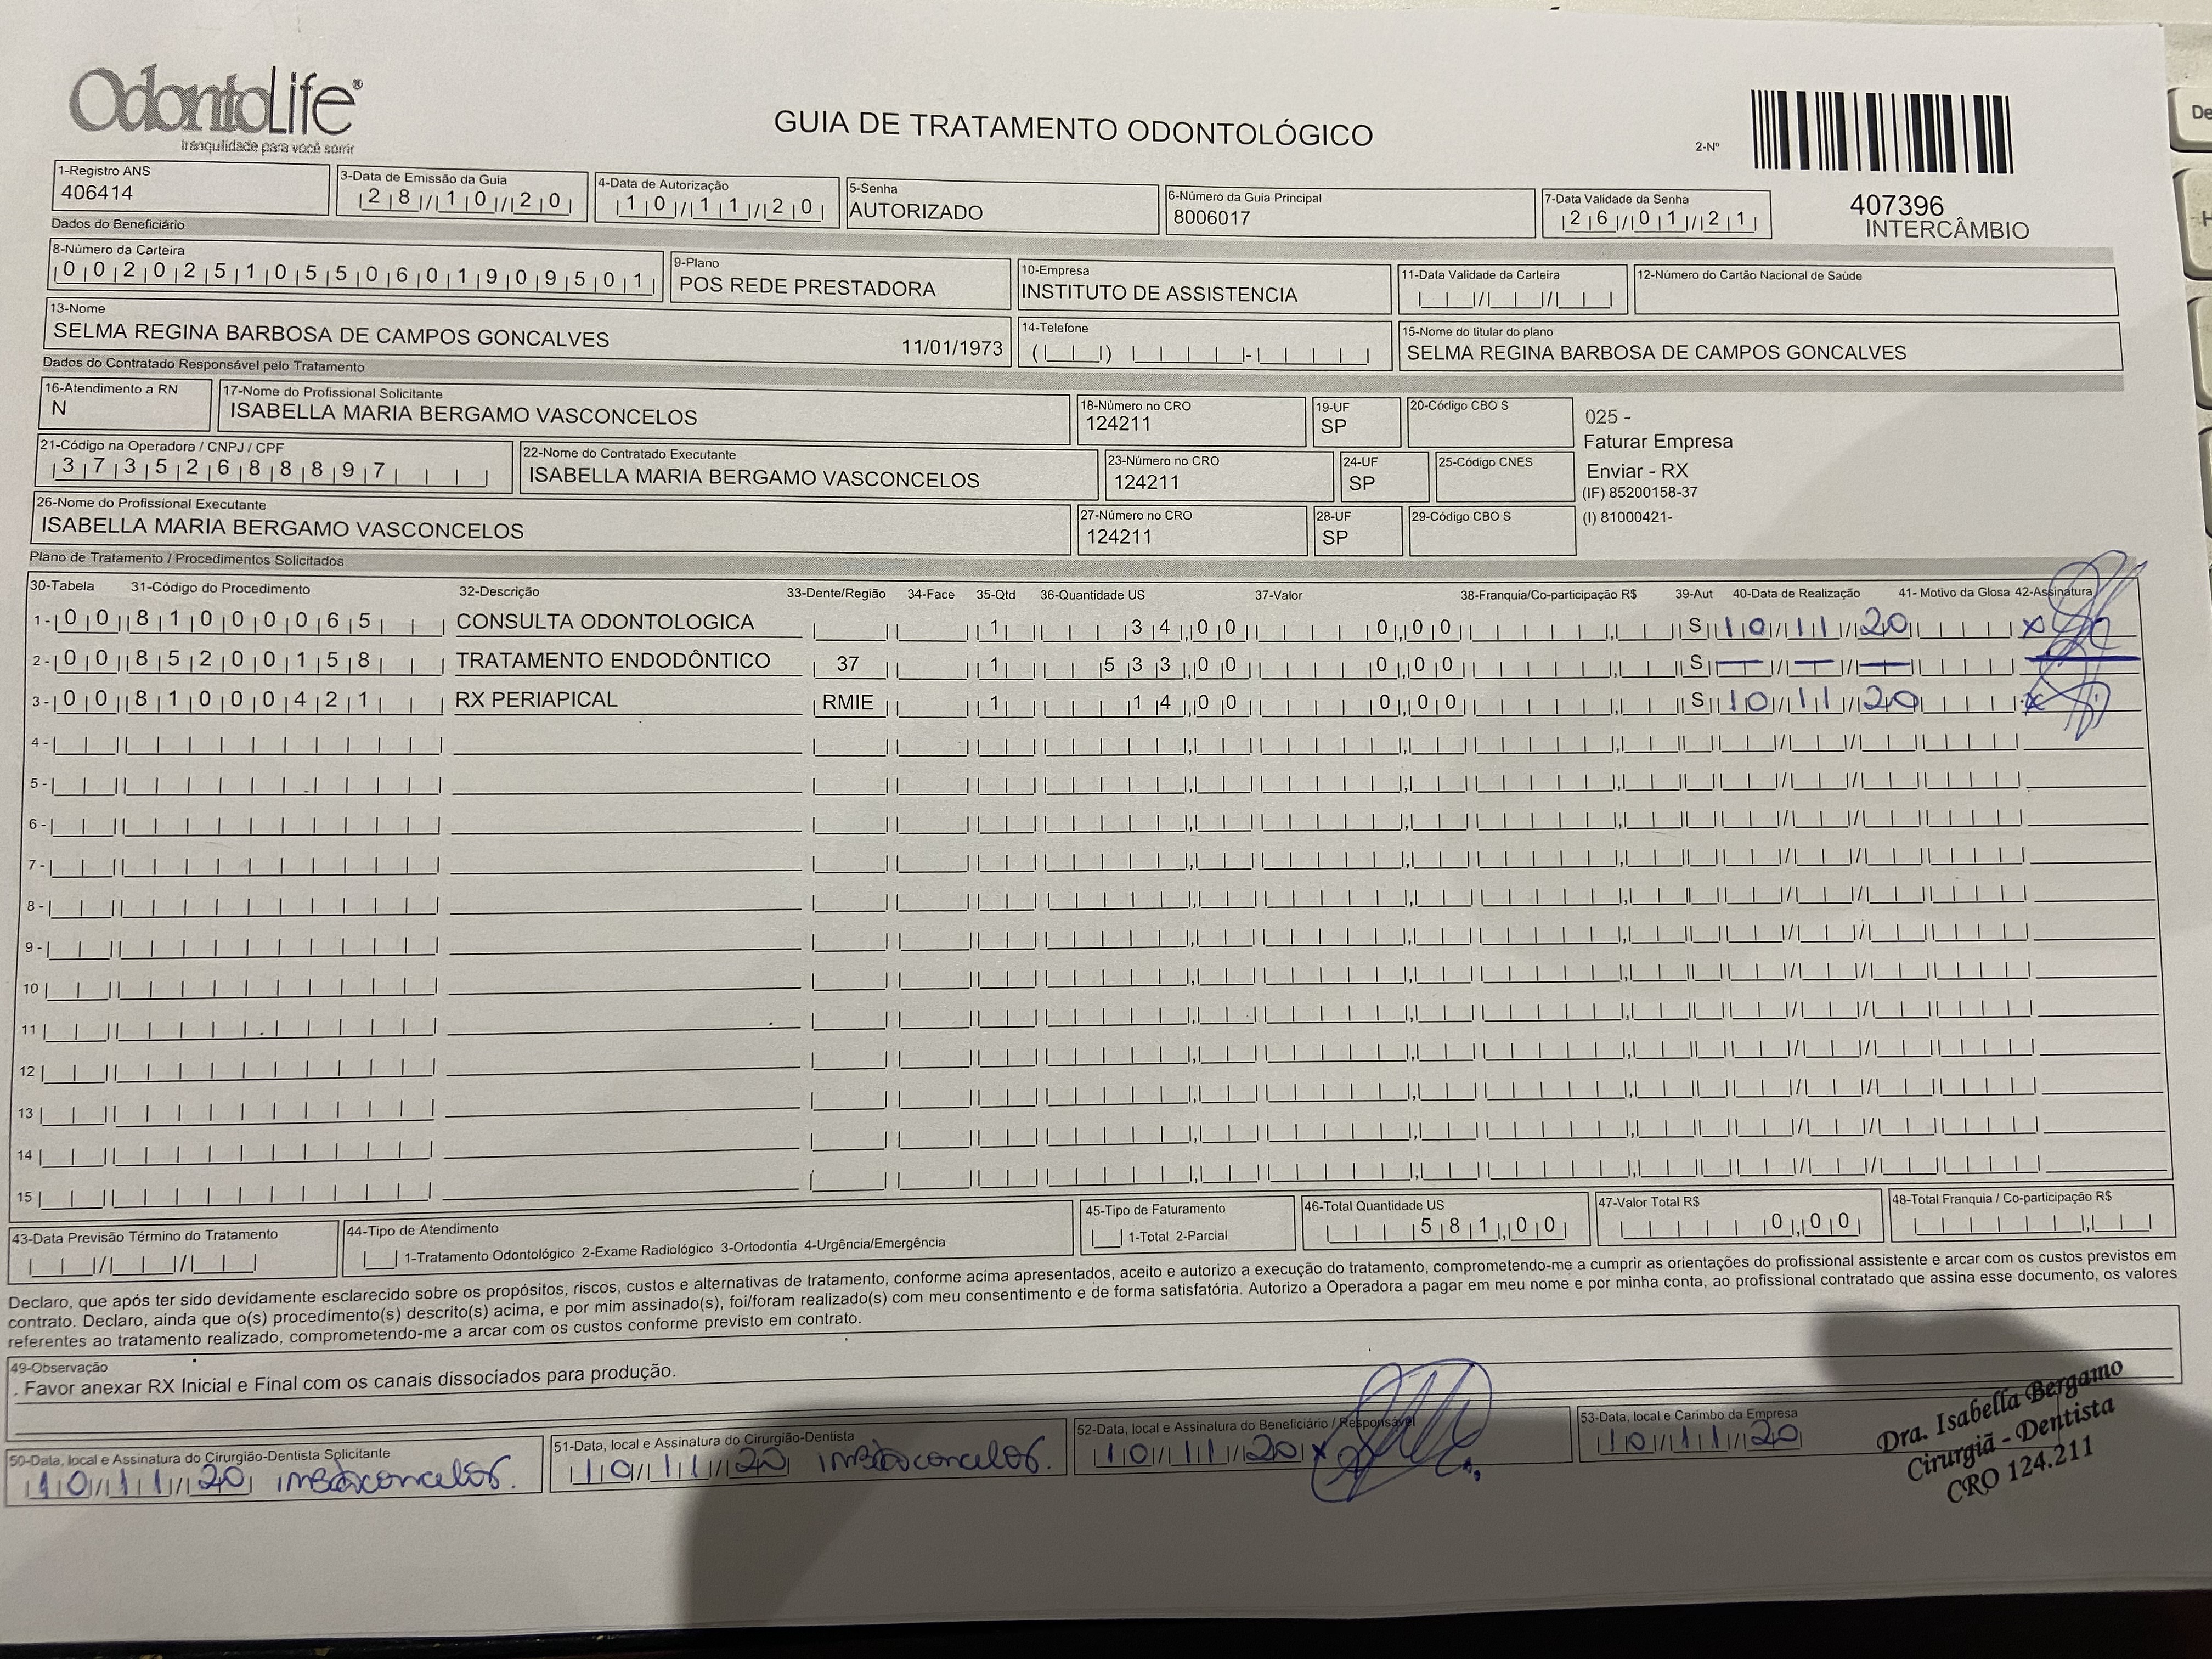 OdontoLife®
tranquilidade para você sorrir
GUIA DE TRATAMENTO ODONTOLÓGICO
2-Nº
407396
INTERCÂMBIO
1-Registro ANS
406414
3-Data de Emissão da Guia
28/10/20
4-Data de Autorização
10/11/20
5-Senha
AUTORIZADO
6-Número da Guia Principal
8006017
7-Data Validade da Senha
26/01/21
Dados do Beneficiário
8-Número da Carteira
00202510550601909501
9-Plano
POS REDE PRESTADORA
10-Empresa
INSTITUTO DE ASSISTENCIA
11-Data Validade da Carteira
12-Número do Cartão Nacional de Saúde
13-Nome
SELMA REGINA BARBOSA DE CAMPOS GONCALVES 11/01/1973
14-Telefone
15-Nome do titular do plano
SELMA REGINA BARBOSA DE CAMPOS GONCALVES
Dados do Contratado Responsável pelo Tratamento
16-Atendimento a RN
N
17-Nome do Profissional Solicitante
ISABELLA MARIA BERGAMO VASCONCELOS
18-Número no CRO
124211
19-UF
SP
20-Código CBO S
025 -
Faturar Empresa
Enviar - RX
(IF) 85200158-37
(I) 81000421-
21-Código na Operadora / CNPJ / CPF
37352688897
22-Nome do Contratado Executante
ISABELLA MARIA BERGAMO VASCONCELOS
23-Número no CRO
124211
24-UF
SP
25-Código CNES
26-Nome do Profissional Executante
ISABELLA MARIA BERGAMO VASCONCELOS
27-Número no CRO
124211
28-UF
SP
29-Código CBO S
Plano de Tratamento / Procedimentos Solicitados
30-Tabela 31-Código do Procedimento 32-Descrição 33-Dente/Região 34-Face 35-Qtd 36-Quantidade US 37-Valor 38-Franquia/Co-participação R$ 39-Aut 40-Data de Realização 41- Motivo da Glosa 42-Assinatura
1- 00 81000065 CONSULTA ODONTOLOGICA 1 34,00 0,00 S 10/11/20 x
2- 00 85200158 TRATAMENTO ENDODÔNTICO 37 1 533,00 0,00 S
3- 00 81000421 RX PERIAPICAL RMIE 1 14,00 0,00 S 10/11/20 x
4-
5-
6-
7-
8-
9-
10
11
12
13
14
15
43-Data Previsão Término do Tratamento
44-Tipo de Atendimento
1-Tratamento Odontológico 2-Exame Radiológico 3-Ortodontia 4-Urgência/Emergência
45-Tipo de Faturamento
1-Total 2-Parcial
46-Total Quantidade US
581,00
47-Valor Total R$
0,00
48-Total Franquia / Co-participação R$
Declaro, que após ter sido devidamente esclarecido sobre os propósitos, riscos, custos e alternativas de tratamento, conforme acima apresentados, aceito e autorizo a execução do tratamento, comprometendo-me a cumprir as orientações do profissional assistente e arcar com os custos previstos em
contrato. Declaro, ainda que o(s) procedimento(s) descrito(s) acima, e por mim assinado(s), foi/foram realizado(s) com meu consentimento e de forma satisfatória. Autorizo a Operadora a pagar em meu nome e por minha conta, ao profissional contratado que assina esse documento, os valores
referentes ao tratamento realizado, comprometendo-me a arcar com os custos conforme previsto em contrato.
49-Observação
. Favor anexar RX Inicial e Final com os canais dissociados para produção.
50-Data, local e Assinatura do Cirurgião-Dentista Solicitante
10/11/20 IMBVasconcelos.
51-Data, local e Assinatura do Cirurgião-Dentista
10/11/20 IMBVasconcelos.
52-Data, local e Assinatura do Beneficiário / Responsável
10/11/20 x
53-Data, local e Carimbo da Empresa
10/11/20
Dra. Isabella Bergamo
Cirurgiã - Dentista
CRO 124.211